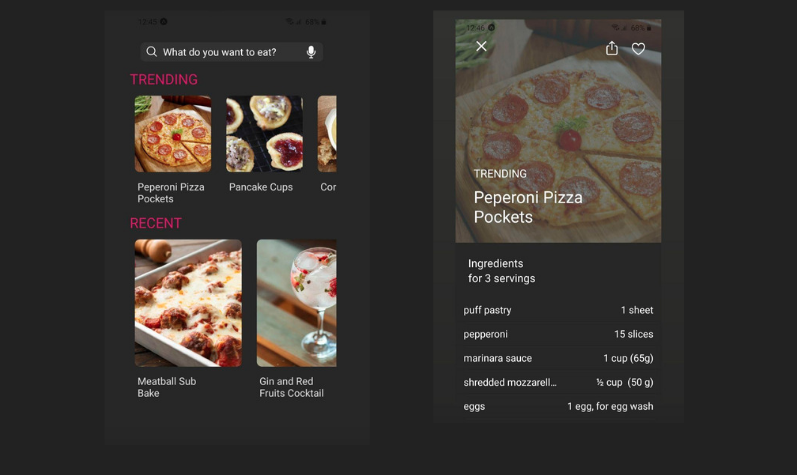 12:45
68%
What do you want to eat?
TRENDING
Peperoni Pizza
Pockets
Pancake Cups
Cor
RECENT
Meatball Sub
Bake
Gin and Red
Fruits Cocktail
12:46
68%
TRENDING
Peperoni Pizza
Pockets
Ingredients
for 3 servings
puff pastry 1 sheet
pepperoni 15 slices
marinara sauce 1 cup (65g)
shredded mozzarell... ½ cup (50 g)
eggs 1 egg, for egg wash